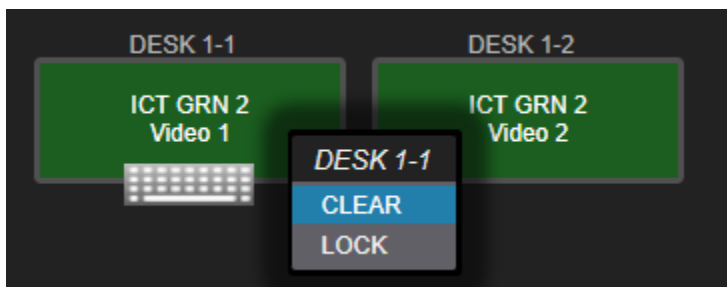 DESK 1-1
DESK 1-2
ICT GRN 2
Video 1
ICT GRN 2
Video 2
DESK 1-1
CLEAR
LOCK